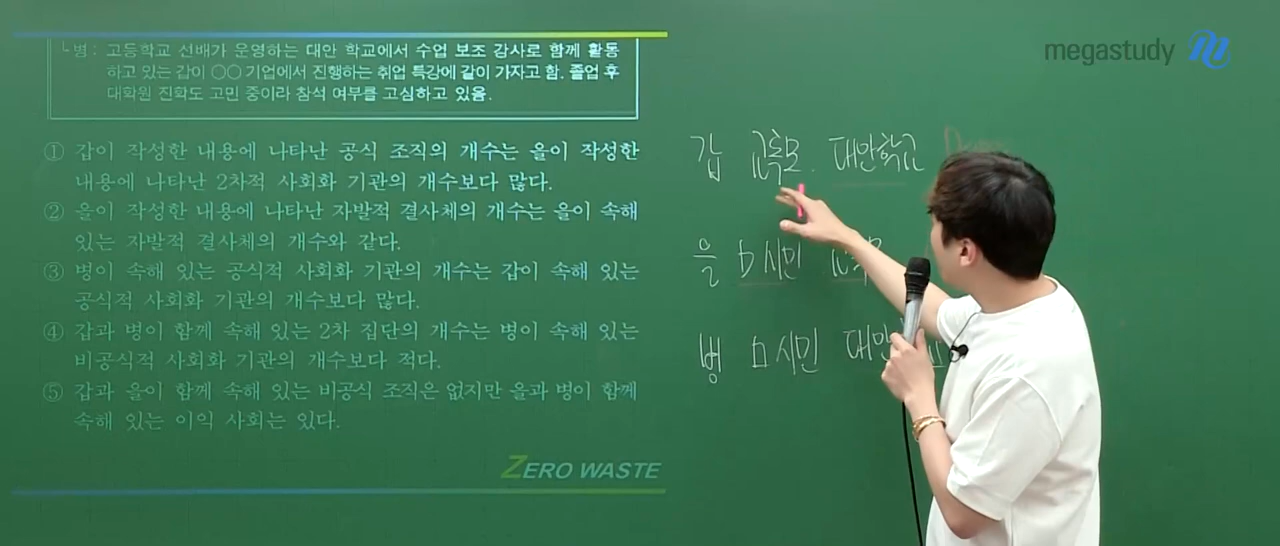 └병: 고등학교 선배가 운영하는 대안 학교에서 수업 보조 강사로 함께 활동
하고 있는 갑이 ○○ 기업에서 진행하는 취업 특강에 같이 가자고 함. 졸업 후
대학원 진학도 고민 중이라 참석 여부를 고심하고 있음.
① 갑이 작성한 내용에 나타난 공식 조직의 개수는 을이 작성한
내용에 나타난 2차적 사회화 기관의 개수보다 많다.
② 을이 작성한 내용에 나타난 자발적 결사체의 개수는 을이 속해
있는 자발적 결사체의 개수와 같다.
③ 병이 속해 있는 공식적 사회화 기관의 개수는 갑이 속해 있는
공식적 사회화 기관의 개수보다 많다.
④ 갑과 병이 함께 속해 있는 2차 집단의 개수는 병이 속해 있는
비공식적 사회화 기관의 개수보다 적다.
⑤ 갑과 을이 함께 속해 있는 비공식 조직은 없지만 을과 병이 함께
속해 있는 이익 사회는 있다.
ZERO WASTE
megastudy
갑 교육모. 대안학교
을 시민
병 □시민 대안